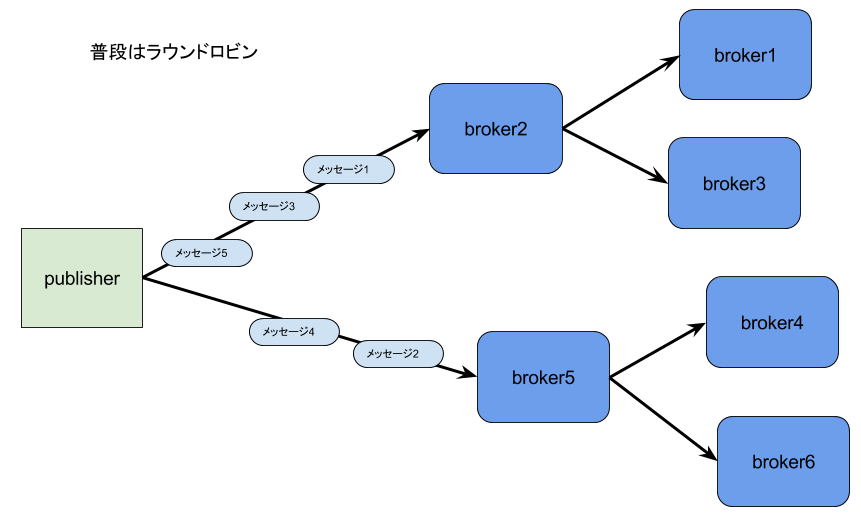 普段はラウンドロビン
broker1
broker2
メッセージ1
broker3
メッセージ3
メッセージ5
publisher
メッセージ4
broker4
メッセージ2
broker5
broker6